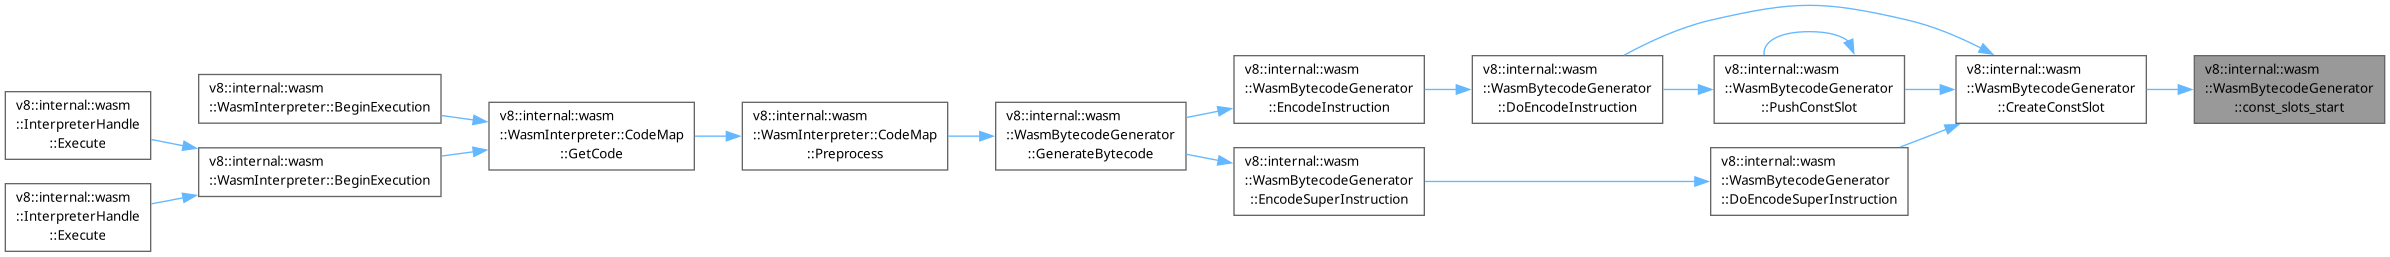 v8::internal::wasm
::InterpreterHandle
::Execute
v8::internal::wasm
::InterpreterHandle
::Execute
v8::internal::wasm
::WasmInterpreter::BeginExecution
v8::internal::wasm
::WasmInterpreter::BeginExecution
v8::internal::wasm
::WasmInterpreter::CodeMap
::GetCode
v8::internal::wasm
::WasmInterpreter::CodeMap
::Preprocess
v8::internal::wasm
::WasmBytecodeGenerator
::GenerateBytecode
v8::internal::wasm
::WasmBytecodeGenerator
::EncodeInstruction
v8::internal::wasm
::WasmBytecodeGenerator
::EncodeSuperInstruction
v8::internal::wasm
::WasmBytecodeGenerator
::DoEncodeInstruction
v8::internal::wasm
::WasmBytecodeGenerator
::PushConstSlot
v8::internal::wasm
::WasmBytecodeGenerator
::DoEncodeSuperInstruction
v8::internal::wasm
::WasmBytecodeGenerator
::CreateConstSlot
v8::internal::wasm
::WasmBytecodeGenerator
::const_slots_start